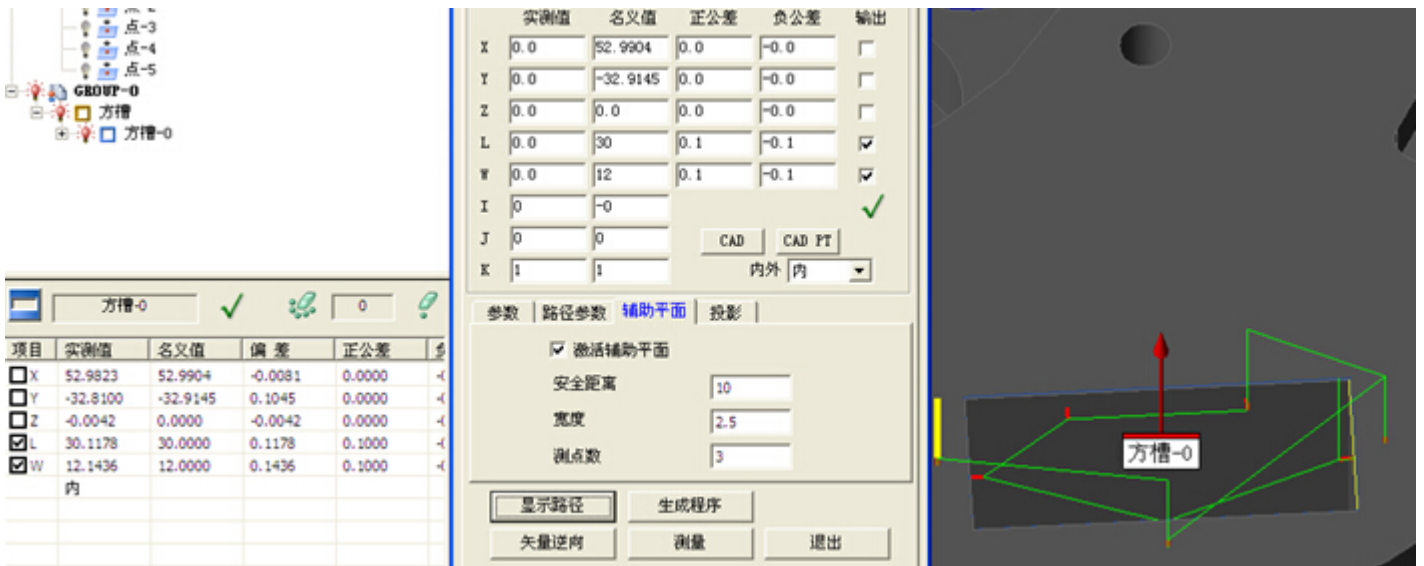 点-3
点-4
点-5
GROUP-0
方槽
方槽-0
方槽-0 0
项目 实测值 名义值 偏 差 正公差
X 52.9823 52.9904 -0.0081 0.0000
Y -32.8100 -32.9145 0.1045 0.0000
Z -0.0042 0.0000 -0.0042 0.0000
L 30.1178 30.0000 0.1178 0.1000
W 12.1436 12.0000 0.1436 0.1000
内
实测值 名义值 正公差 负公差 输出
X 0.0 52.9904 0.0 -0.0
Y 0.0 -32.9145 0.0 -0.0
Z 0.0 0.0 0.0 -0.0
L 0.0 30 0.1 -0.1
W 0.0 12 0.1 -0.1
I 0 -0
J 0 0 CAD CAD PT
K 1 1 内外 内
参数 路径参数 辅助平面 投影
激活辅助平面
安全距离 10
宽度 2.5
测点数 3
显示路径 生成程序
矢量逆向 测量 退出
方槽-0